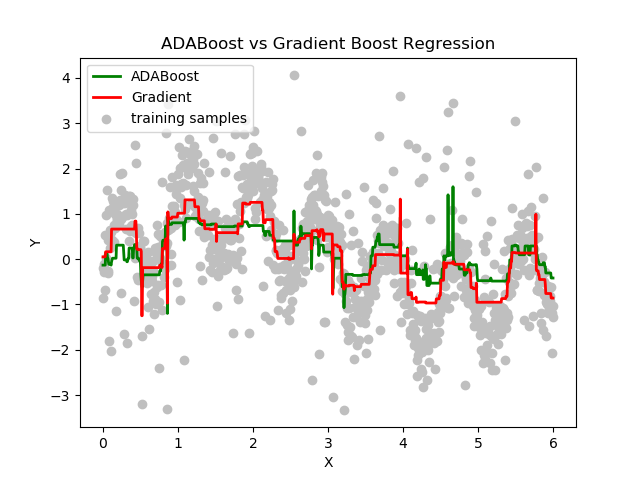 ADABoost vs Gradient Boost Regression
ADABoost
Gradient
training samples
Y
4
3
2
1
0
−1
−2
−3
0 1 2 3 4 5 6
X